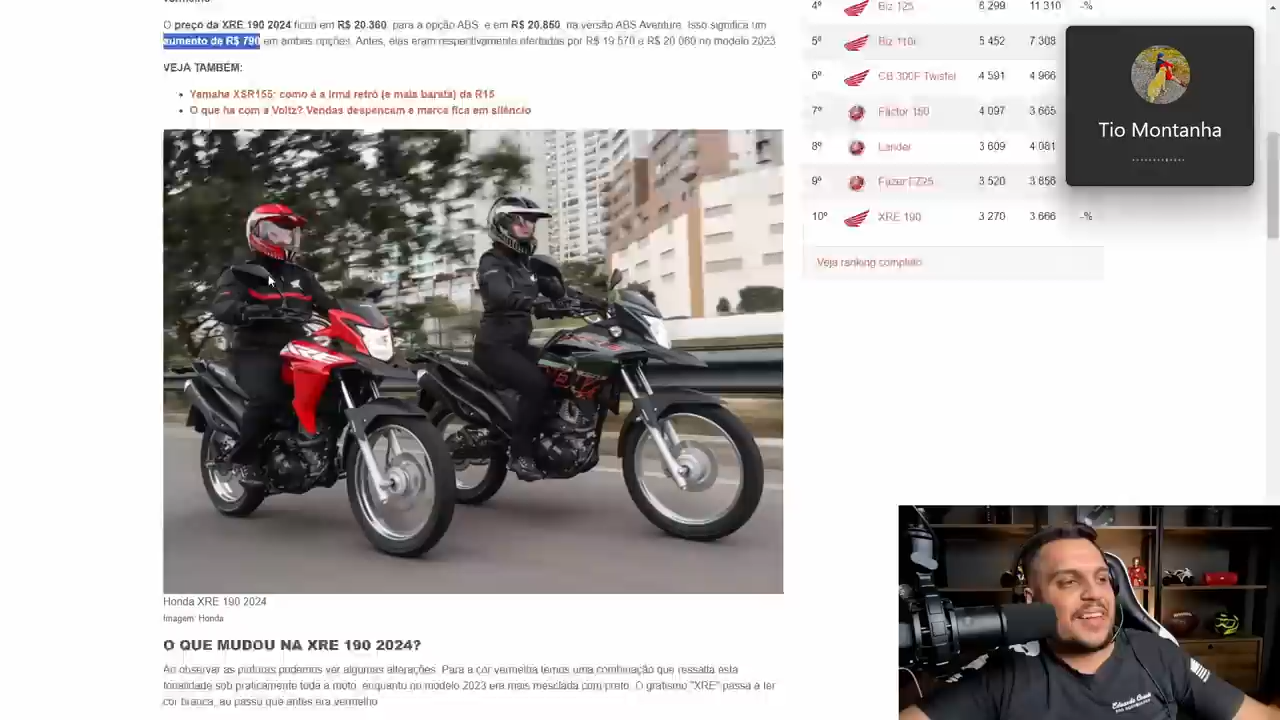 O preço da XRE 190 2024 ficou em R$ 20.360, para a opção ABS, e em R$ 20.850, na versão ABS Aventure. Isso significa um
aumento de R$ 790 em ambas opções. Antes, elas eram respectivamente ofertadas por R$ 19.570 e R$ 20.060 no modelo 2023
VEJA TAMBÉM:
Yamaha XSR155: como é a irmã retrô (e mais barata) da R15
O que há com a Voltz? Vendas despencam e marca fica em silêncio
Honda XRE 190 2024
Imagem: Honda
O QUE MUDOU NA XRE 190 2024?
Ao observar as motocas podemos ver algumas alterações. Para a cor vermelha temos uma combinação que ressalta esta
tonalidade sob praticamente toda a moto, enquanto no modelo 2023 era mais mesclada com preto. O grafismo "XRE" passa a ter
cor branca, ao passo que antes era vermelho
4º Biz 125 6.299 11.310
5º Biz 110i 5.452 7.308
6º CB 300F Twister 4.591 4.966
7º Factor 150 4.097 3.665
8º Lander 3.609 4.081
9º Fazer FZ25 3.520 3.656
10º XRE 190 3.270 3.666 -%
Veja ranking completo
Tio Montanha